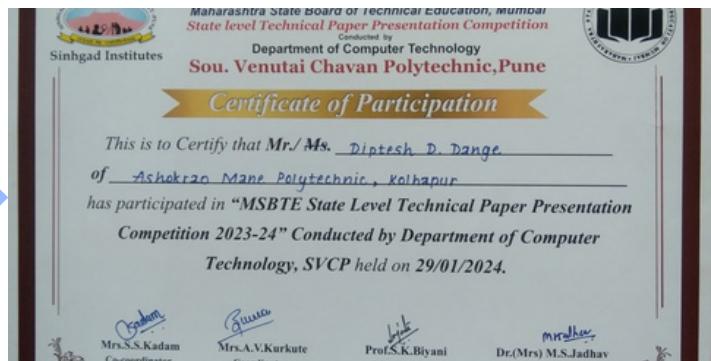 Maharashtra State Board of Technical Education, Mumbai
State level Technical Paper Presentation Competition
Conducted by
Department of Computer Technology
Sinhgad Institutes
Sou. Venutai Chavan Polytechnic,Pune
Certificate of Participation
This is to Certify that Mr./ Ms. Diptesh D. Dange
of Ashokrao Mane Polytechnic, Kolhapur
has participated in “MSBTE State Level Technical Paper Presentation
Competition 2023-24” Conducted by Department of Computer
Technology, SVCP held on 29/01/2024.
Mrs.S.S.Kadam Mrs.A.V.Kurkute Prof.S.K.Biyani Dr.(Mrs) M.S.Jadhav
Co-coordinator